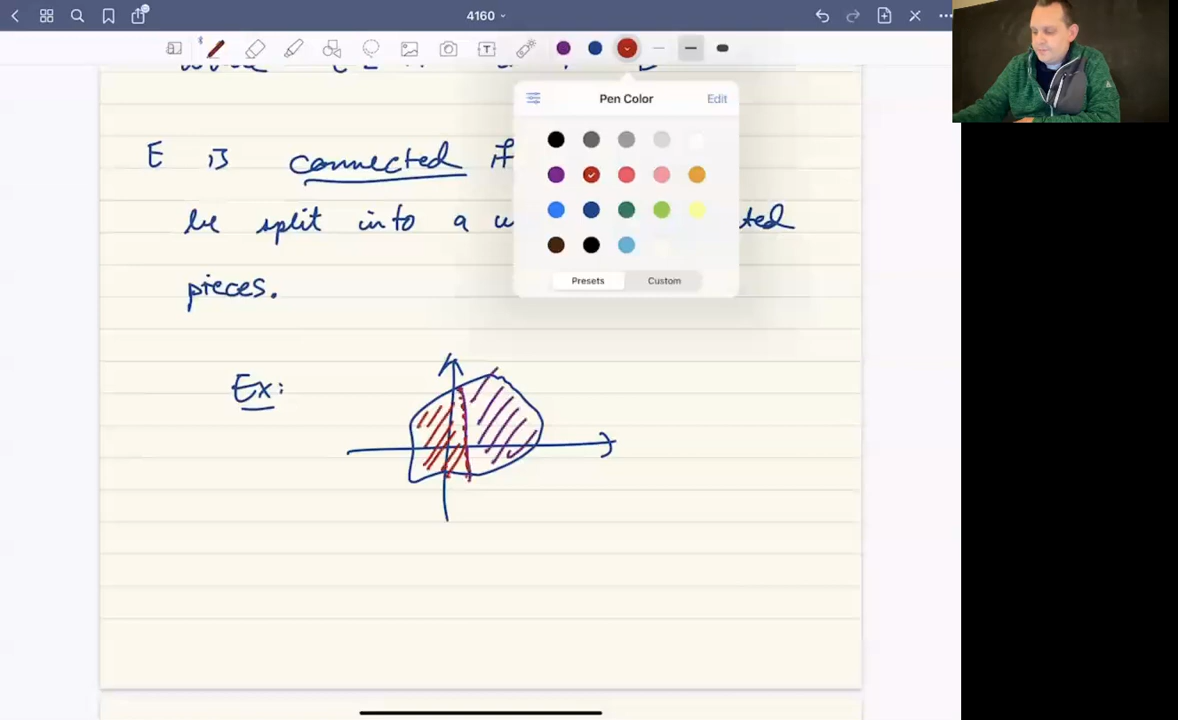 4160
T
Pen Color
Edit
E is connected if
be split into a
pieces.
Presets
Custom
Ex: